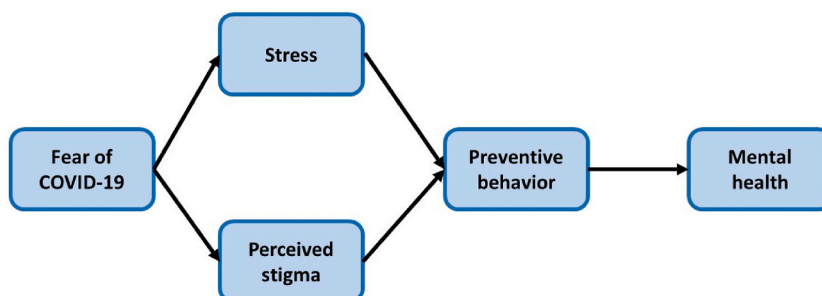 Stress
Fear of
COVID-19
Preventive
behavior
Mental
health
Perceived
stigma